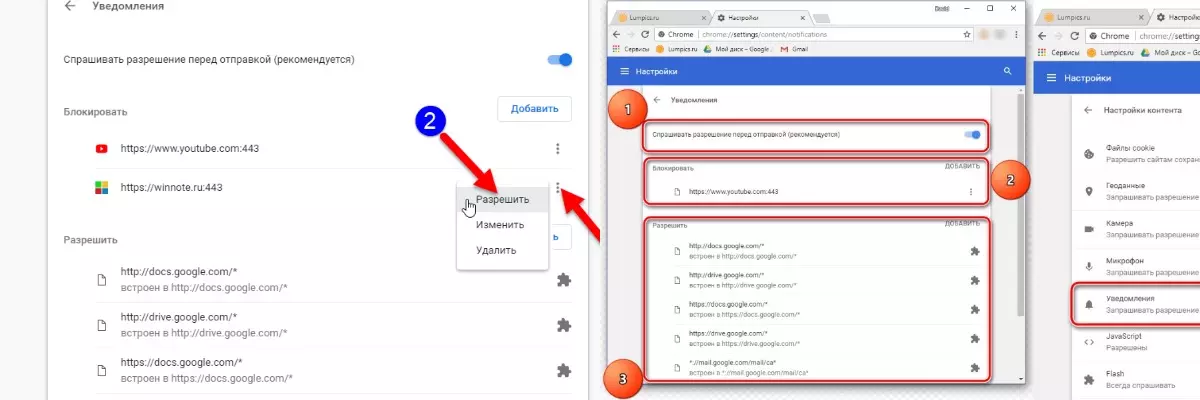 Уведомления
Спрашивать разрешение перед отправкой (рекомендуется)
Блокировать
Добавить
2
https://www.youtube.com:443
https://winnote.ru:443
Разрешить
Изменить
Удалить
ь
Разрешить
http://docs.google.com/*
встроен в http://docs.google.com/*
http://drive.google.com/*
встроен в http://drive.google.com/*
https://docs.google.com/*
встроен в https://docs.google.com/*
Lumpics.ru
Настройки
Chrome
chrome://settings/content/notifications
Сервисы
Lumpics.ru
Мой диск – Google
Gmail
Настройки
1
Уведомления
Спрашивать разрешение перед отправкой (рекомендуется)
Блокировать
ДОБАВИТЬ
2
https://www.youtube.com:443
Разрешить
ДОБАВИТЬ
http://docs.google.com/*
встроен в http://docs.google.com/*
http://drive.google.com/*
встроен в http://drive.google.com/*
https://docs.google.com/*
встроен в https://docs.google.com/*
https://drive.google.com/*
встроен в https://drive.google.com/*
*://mail.google.com/mail/ca*
встроен в *://mail.google.com/mail/ca*
3
Lumpics.ru
Настройки
Chrome
chrome://setting
Сервисы
Lumpics.ru
Мой д
Настройки
Настройки контента
Файлы cookie
Разрешить сайтам сохран
Геоданные
Запрашивать разрешение
Камера
Запрашивать разрешение
Микрофон
Запрашивать разрешение
Уведомления
Запрашивать разрешение
JavaScript
Разрешены
Flash
Всегда спрашивать